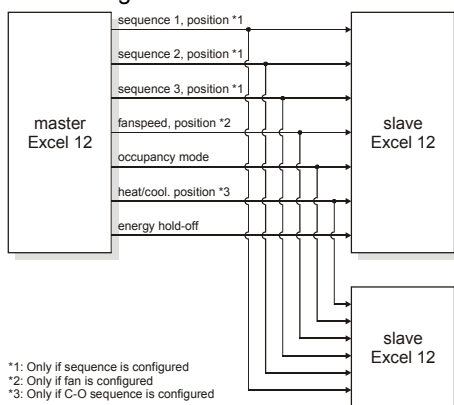 sequence 1, position *1
sequence 2, position *1
sequence 3, position *1
fanspeed, position *2
occupancy mode
heat/cool. position *3
energy hold-off
master
Excel 12
slave
Excel 12
slave
Excel 12
*1: Only if sequence is configured
*2: Only if fan is configured
*3: Only if C-O sequence is configured